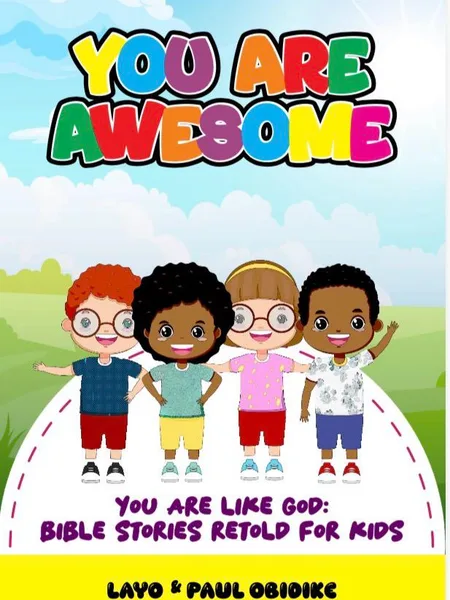 YOU ARE
AWESOME
YOU ARE LIKE GOD:
BIBLE STORIES RETOLD FOR KIDS
LAYO & PAUL OBIDIKE